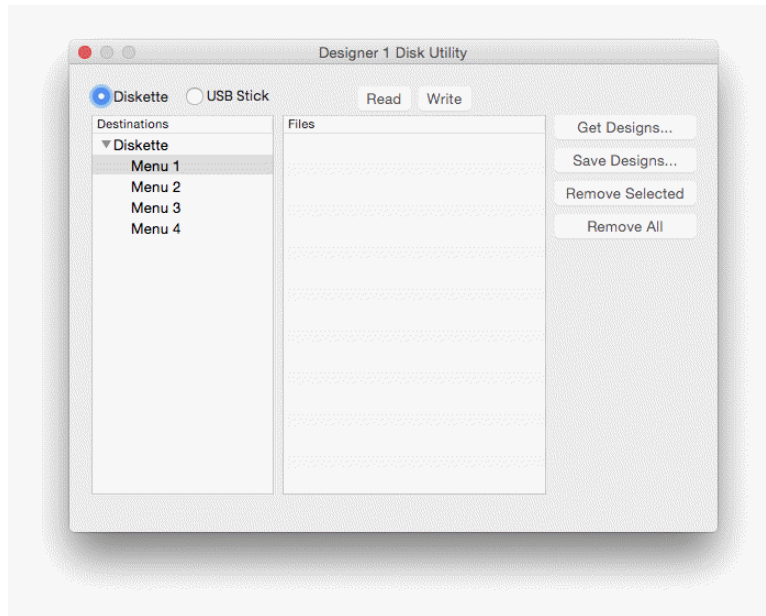 Designer 1 Disk Utility
Diskette USB Stick Read Write
Destinations Files
Diskette
Menu 1
Menu 2
Menu 3
Menu 4
Get Designs...
Save Designs...
Remove Selected
Remove All